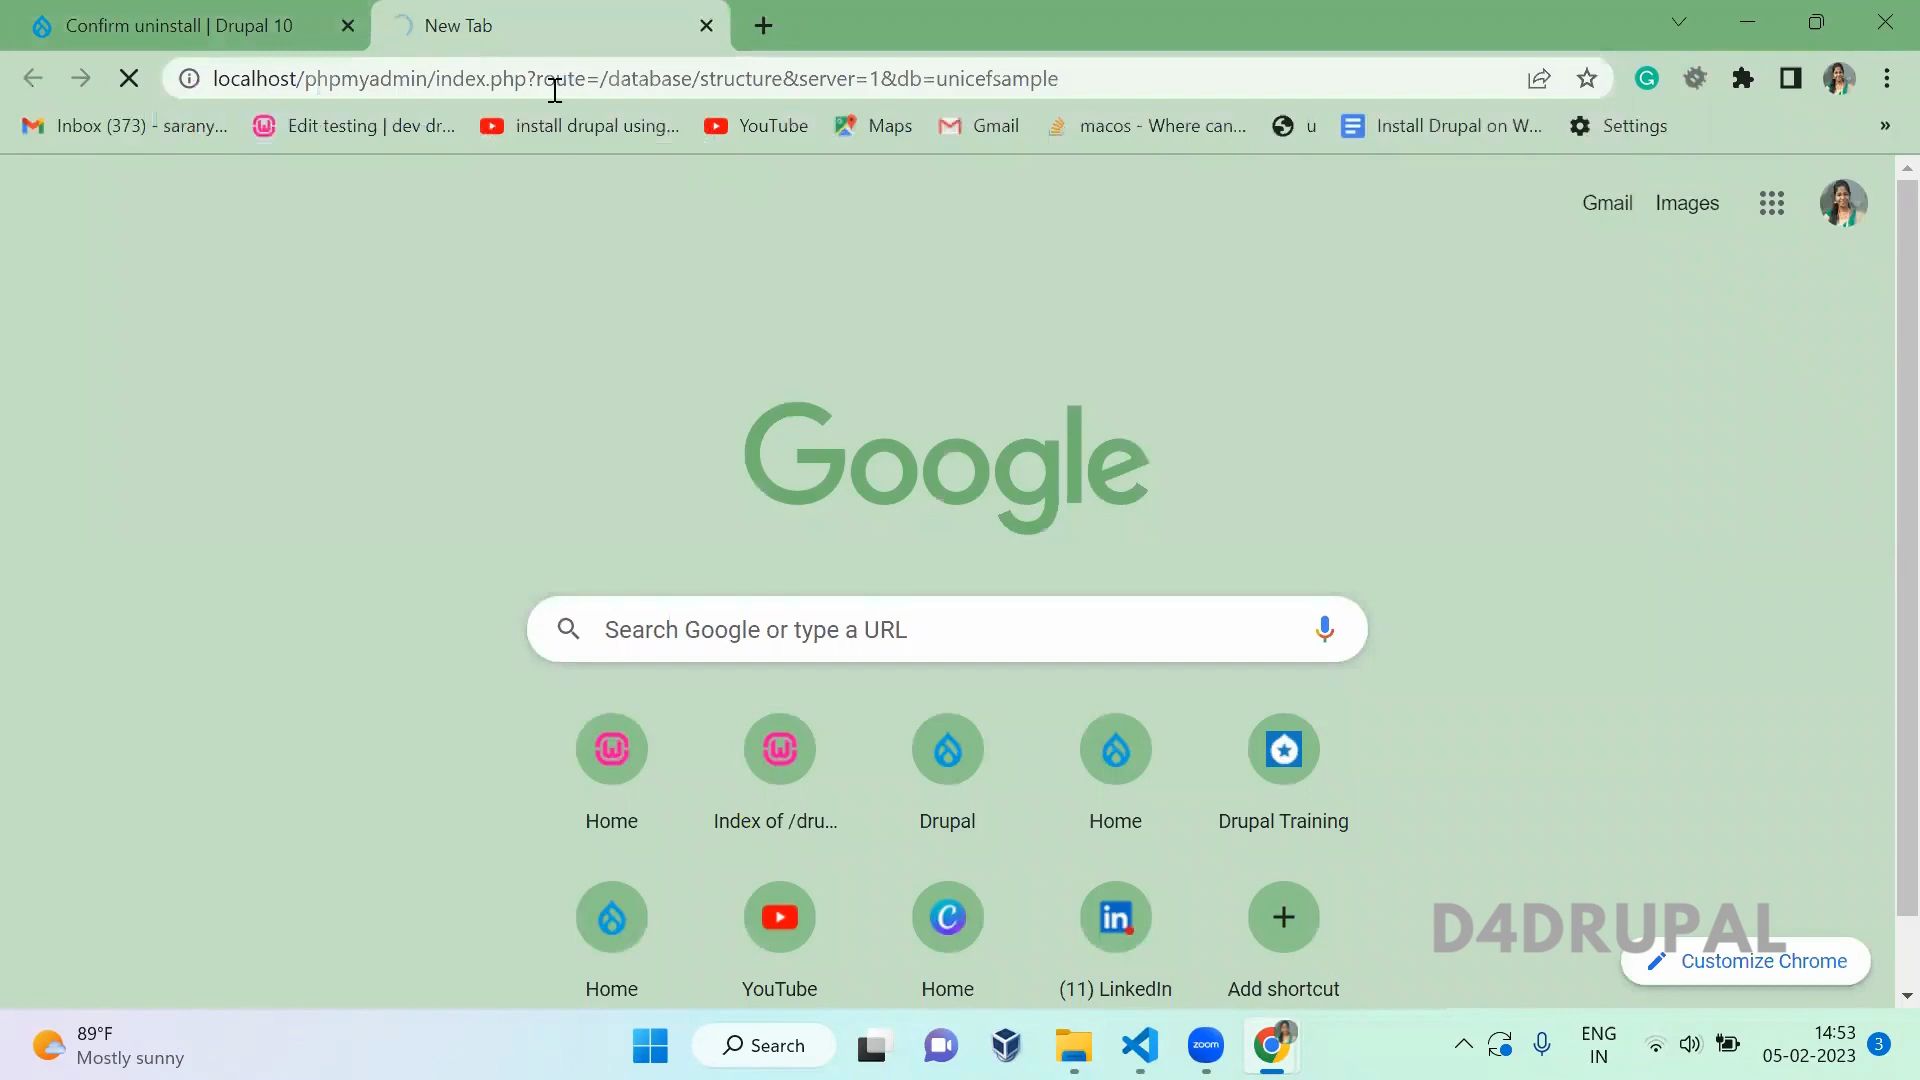 Confirm uninstall | Drupal 10
New Tab
localhost/phpmyadmin/index.php?route=/database/structure&server=1&db=unicefsample
Inbox (373) - sarany...
Edit testing | dev dr...
install drupal using...
YouTube
Maps
Gmail
macos - Where can...
u
Install Drupal on W...
Settings
»
Gmail
Images
Google
Search Google or type a URL
Home
Index of /dru...
Drupal
Home
Drupal Training
Home
YouTube
Home
(11) LinkedIn
Add shortcut
D4DRUPAL
Customize Chrome
89°F
Mostly sunny
Search
zoom
ENG
IN
14:53
05-02-2023
3